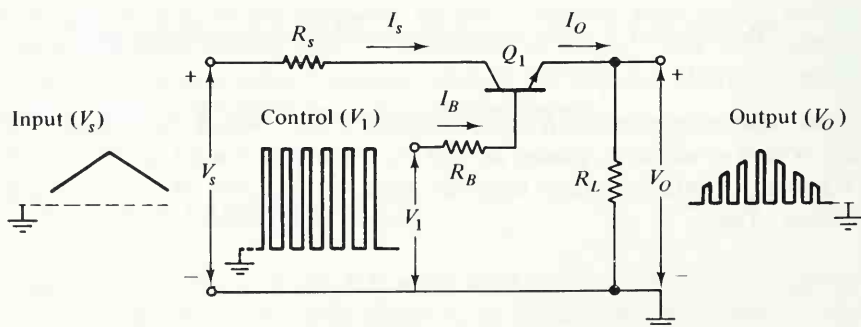 R_s
I_s
Q_1
I_O
+
+
Input (V_s)
Control (V_1)
I_B
Output (V_O)
V_s
R_B
R_L
V_O
V_1
−
−